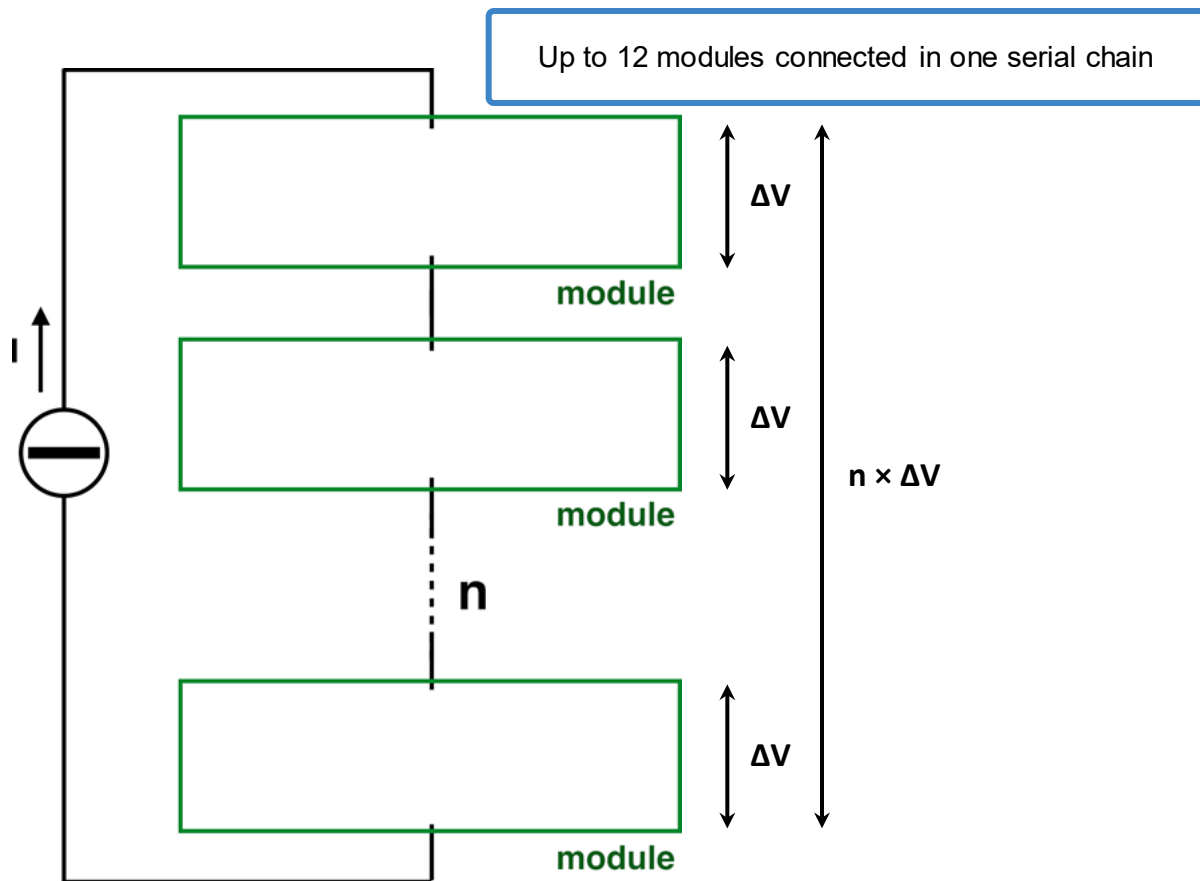 Up to 12 modules connected in one serial chain
ΔV
module
I
ΔV
n × ΔV
module
n
ΔV
module